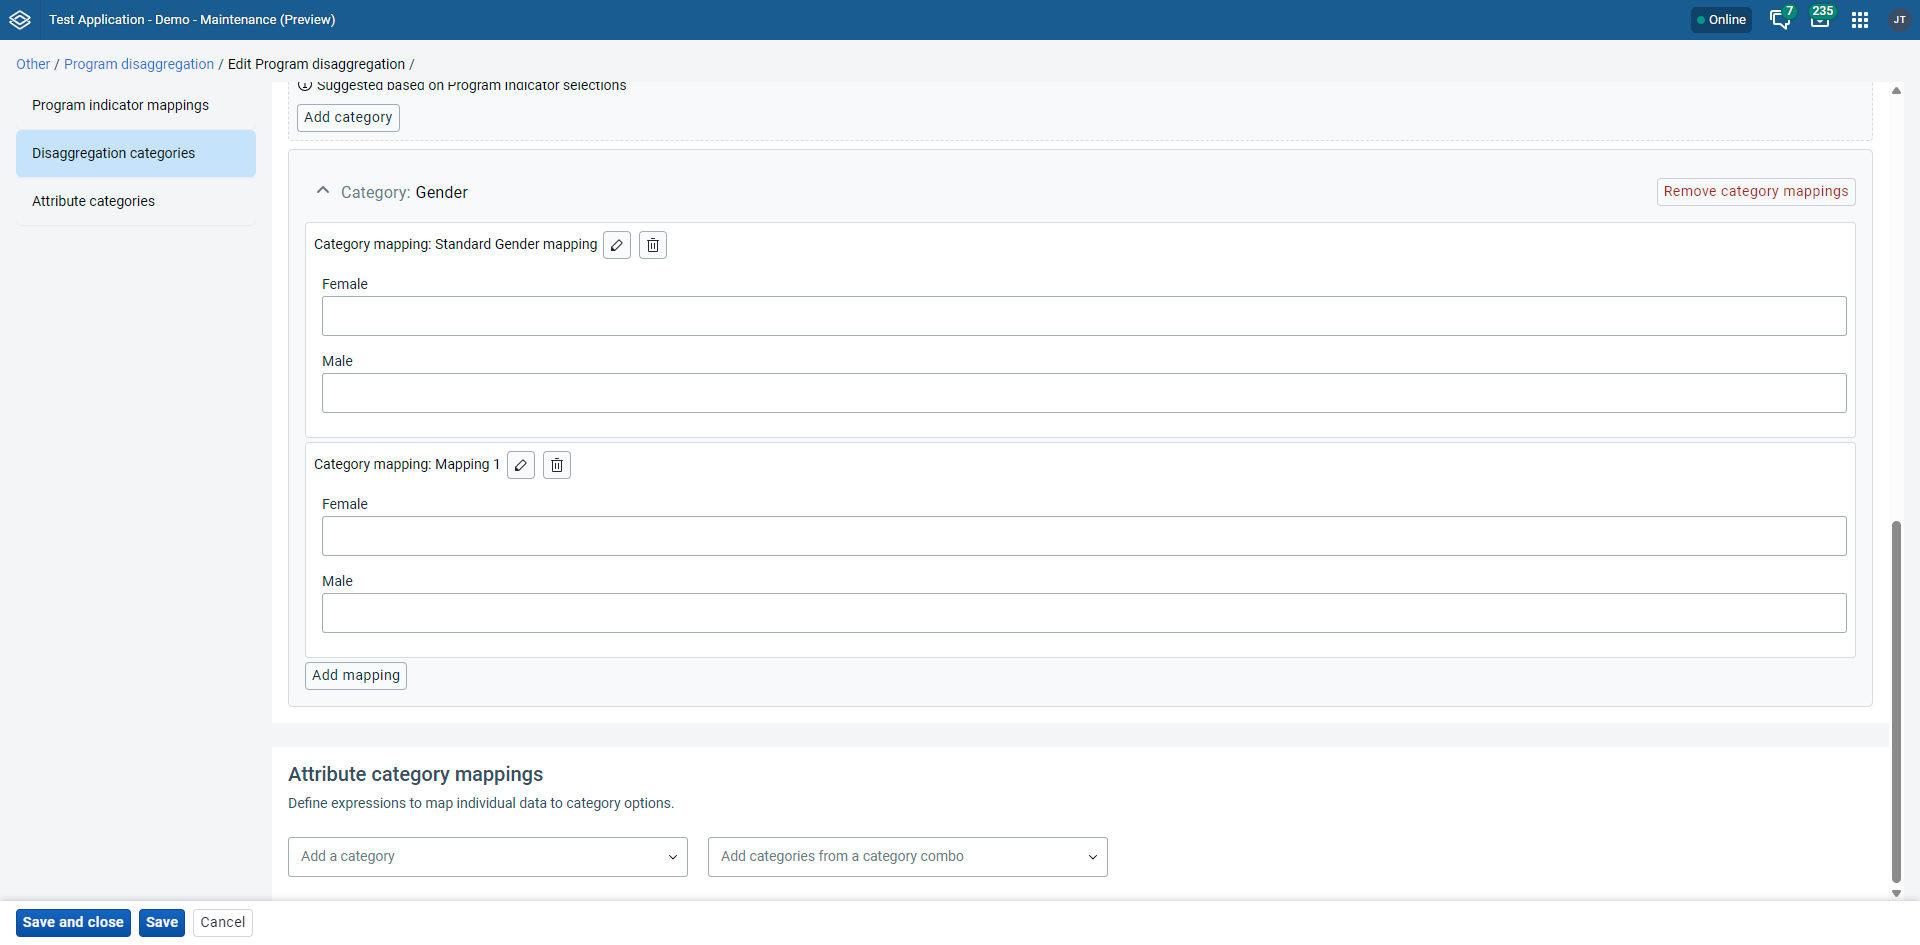 Test Application - Demo - Maintenance (Preview)
Online
7
235
JT
Other / Program disaggregation / Edit Program disaggregation /
Program indicator mappings
Disaggregation categories
Attribute categories
Suggested based on Program Indicator selections
Add category
Category: Gender
Remove category mappings
Category mapping: Standard Gender mapping
Female
Male
Category mapping: Mapping 1
Female
Male
Add mapping
Attribute category mappings
Define expressions to map individual data to category options.
Add a category
Add categories from a category combo
Save and close
Save
Cancel